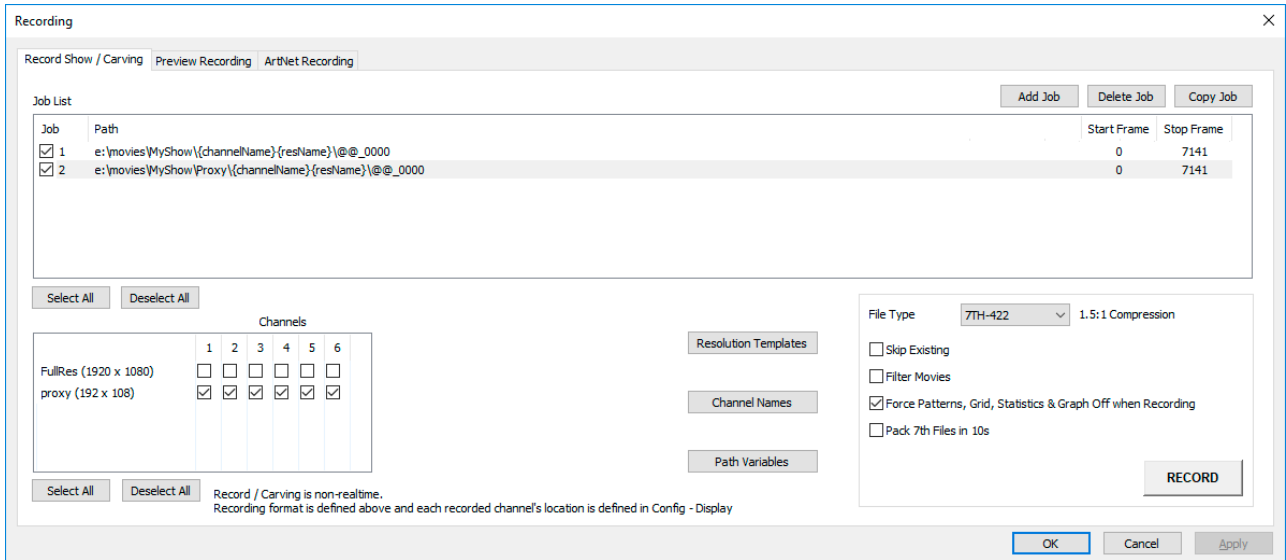 Recording
Record Show / Carving Preview Recording ArtNet Recording
Job List Add Job Delete Job Copy Job
Job Path Start Frame Stop Frame
1 e:\movies\MyShow\{channelName}{resName}\@@_0000 0 7141
2 e:\movies\MyShow\Proxy\{channelName}{resName}\@@_0000 0 7141
Select All Deselect All
Channels
1 2 3 4 5 6
FullRes (1920 x 1080)
proxy (192 x 108)
Select All Deselect All
Record / Carving is non-realtime.
Recording format is defined above and each recorded channel's location is defined in Config - Display
Resolution Templates
Channel Names
Path Variables
File Type 7TH-422 1.5:1 Compression
Skip Existing
Filter Movies
Force Patterns, Grid, Statistics & Graph Off when Recording
Pack 7th Files in 10s
RECORD
OK Cancel Apply